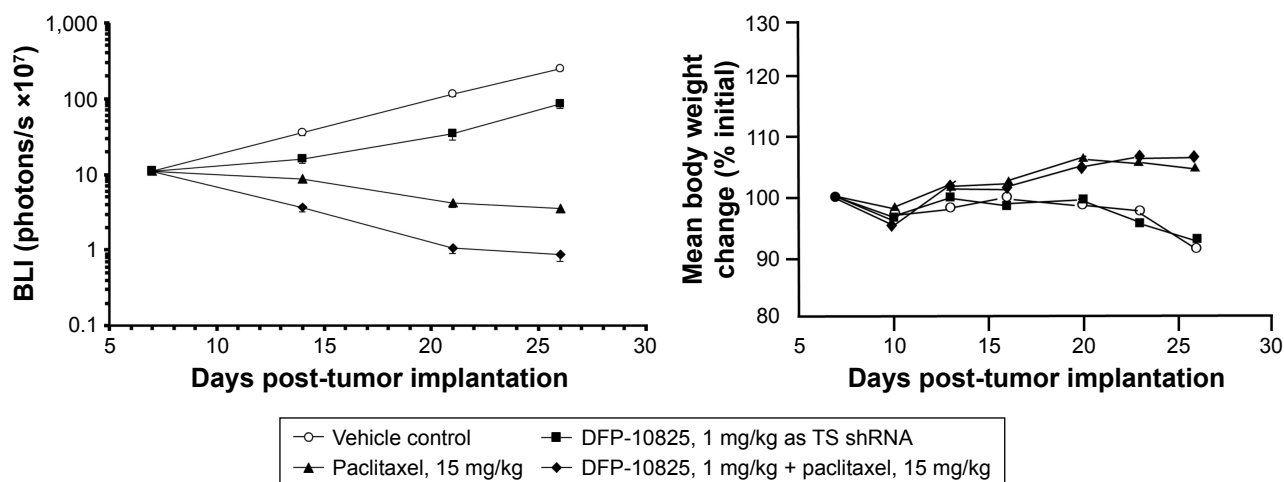 1,000
100
10
1
0.1
BLI (photons/s ×10⁷)
5
10
15
20
25
30
Days post-tumor implantation
130
120
110
100
90
80
Mean body weight
change (% initial)
5
10
15
20
25
30
Days post-tumor implantation
Vehicle control
DFP-10825, 1 mg/kg as TS shRNA
Paclitaxel, 15 mg/kg
DFP-10825, 1 mg/kg + paclitaxel, 15 mg/kg